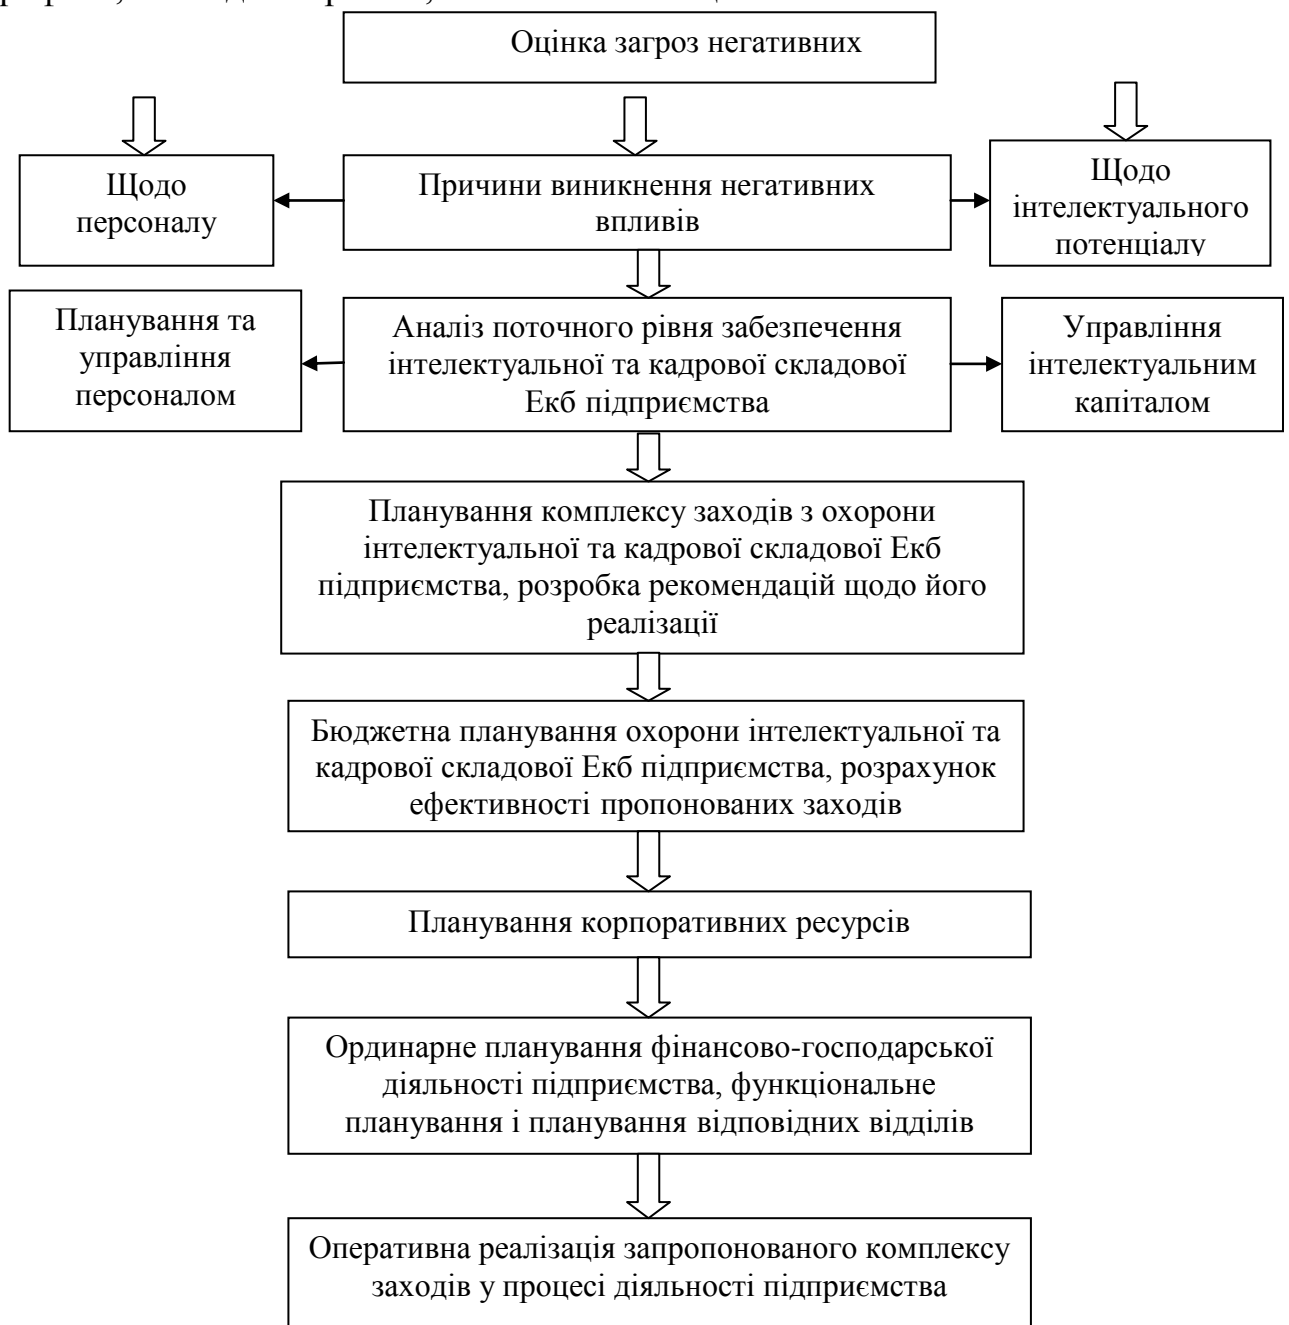 Оцінка загроз негативних
Щодо
персоналу
Причини виникнення негативних
впливів
Щодо
інтелектуального
потенціалу
Планування та
управління
персоналом
Аналіз поточного рівня забезпечення
інтелектуальної та кадрової складової
Екб підприємства
Управління
інтелектуальним
капіталом
Планування комплексу заходів з охорони
інтелектуальної та кадрової складової Екб
підприємства, розробка рекомендацій щодо його
реалізації
Бюджетна планування охорони інтелектуальної та
кадрової складової Екб підприємства, розрахунок
ефективності пропонованих заходів
Планування корпоративних ресурсів
Ординарне планування фінансово-господарської
діяльності підприємства, функціональне
планування і планування відповідних відділів
Оперативна реалізація запропонованого комплексу
заходів у процесі діяльності підприємства